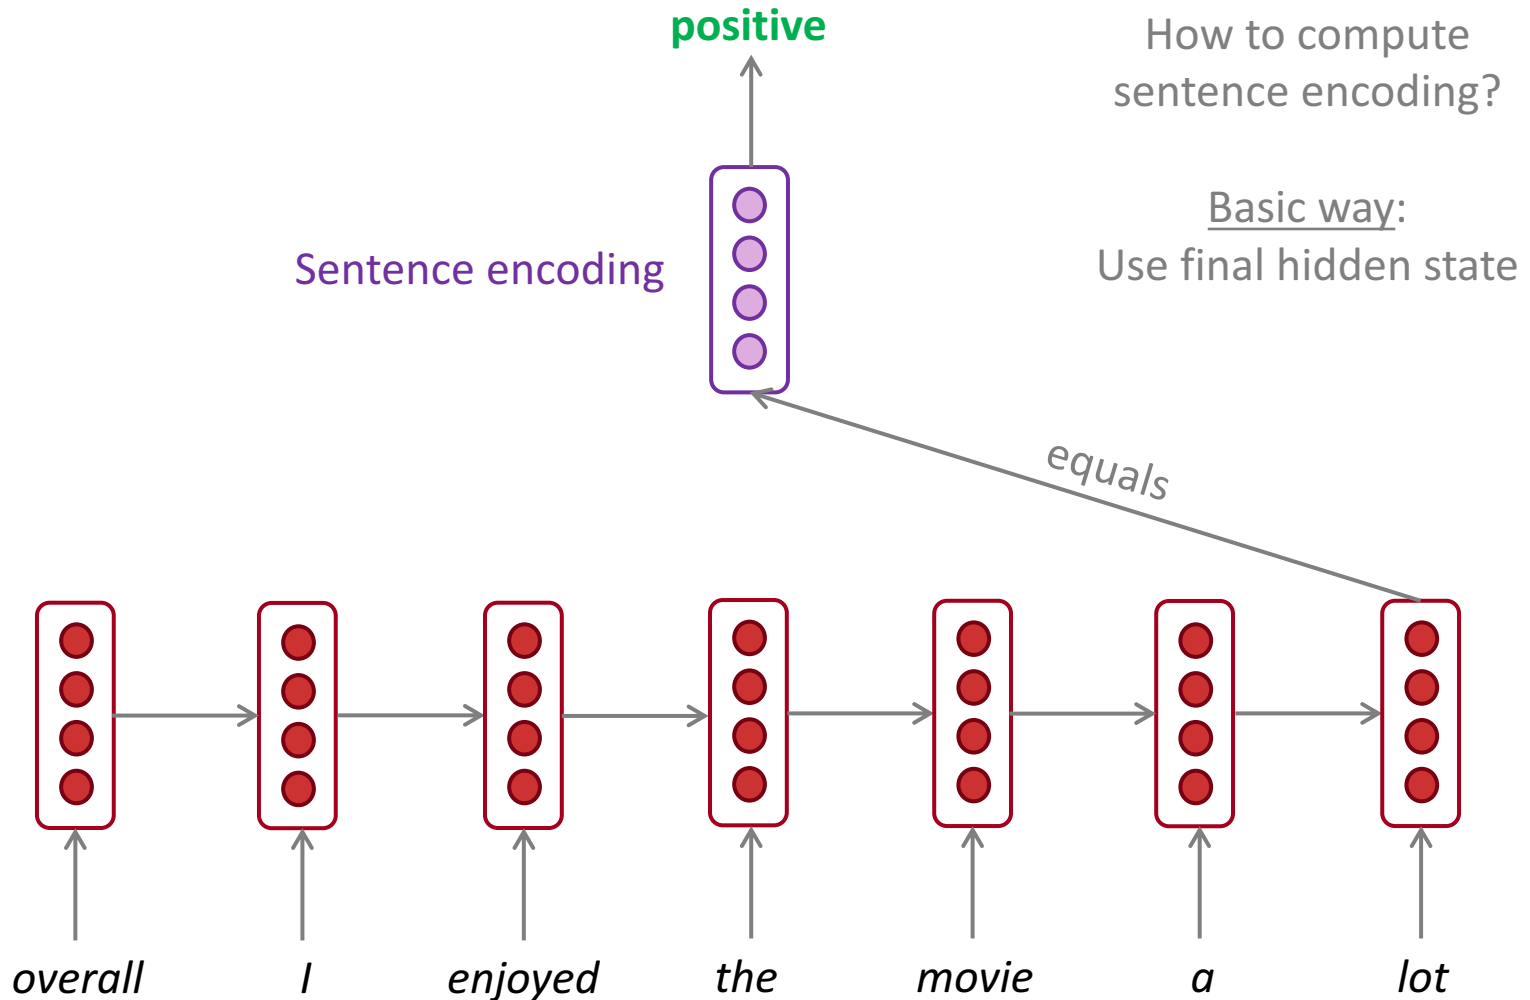 positive
How to compute
sentence encoding?
Basic way:
Use final hidden state
Sentence encoding
equals
overall I enjoyed the movie a lot